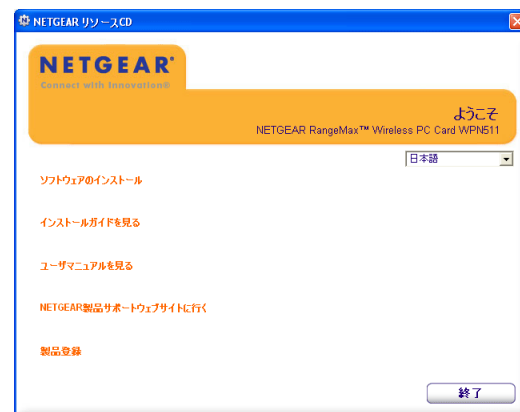 NETGEAR リソースCD
NETGEAR®
Connect with Innovation®
ようこそ
NETGEAR RangeMax™ Wireless PC Card WPN511
日本語
ソフトウェアのインストール
インストールガイドを見る
ユーザマニュアルを見る
NETGEAR製品サポートウェブサイトに行く
製品登録
終了